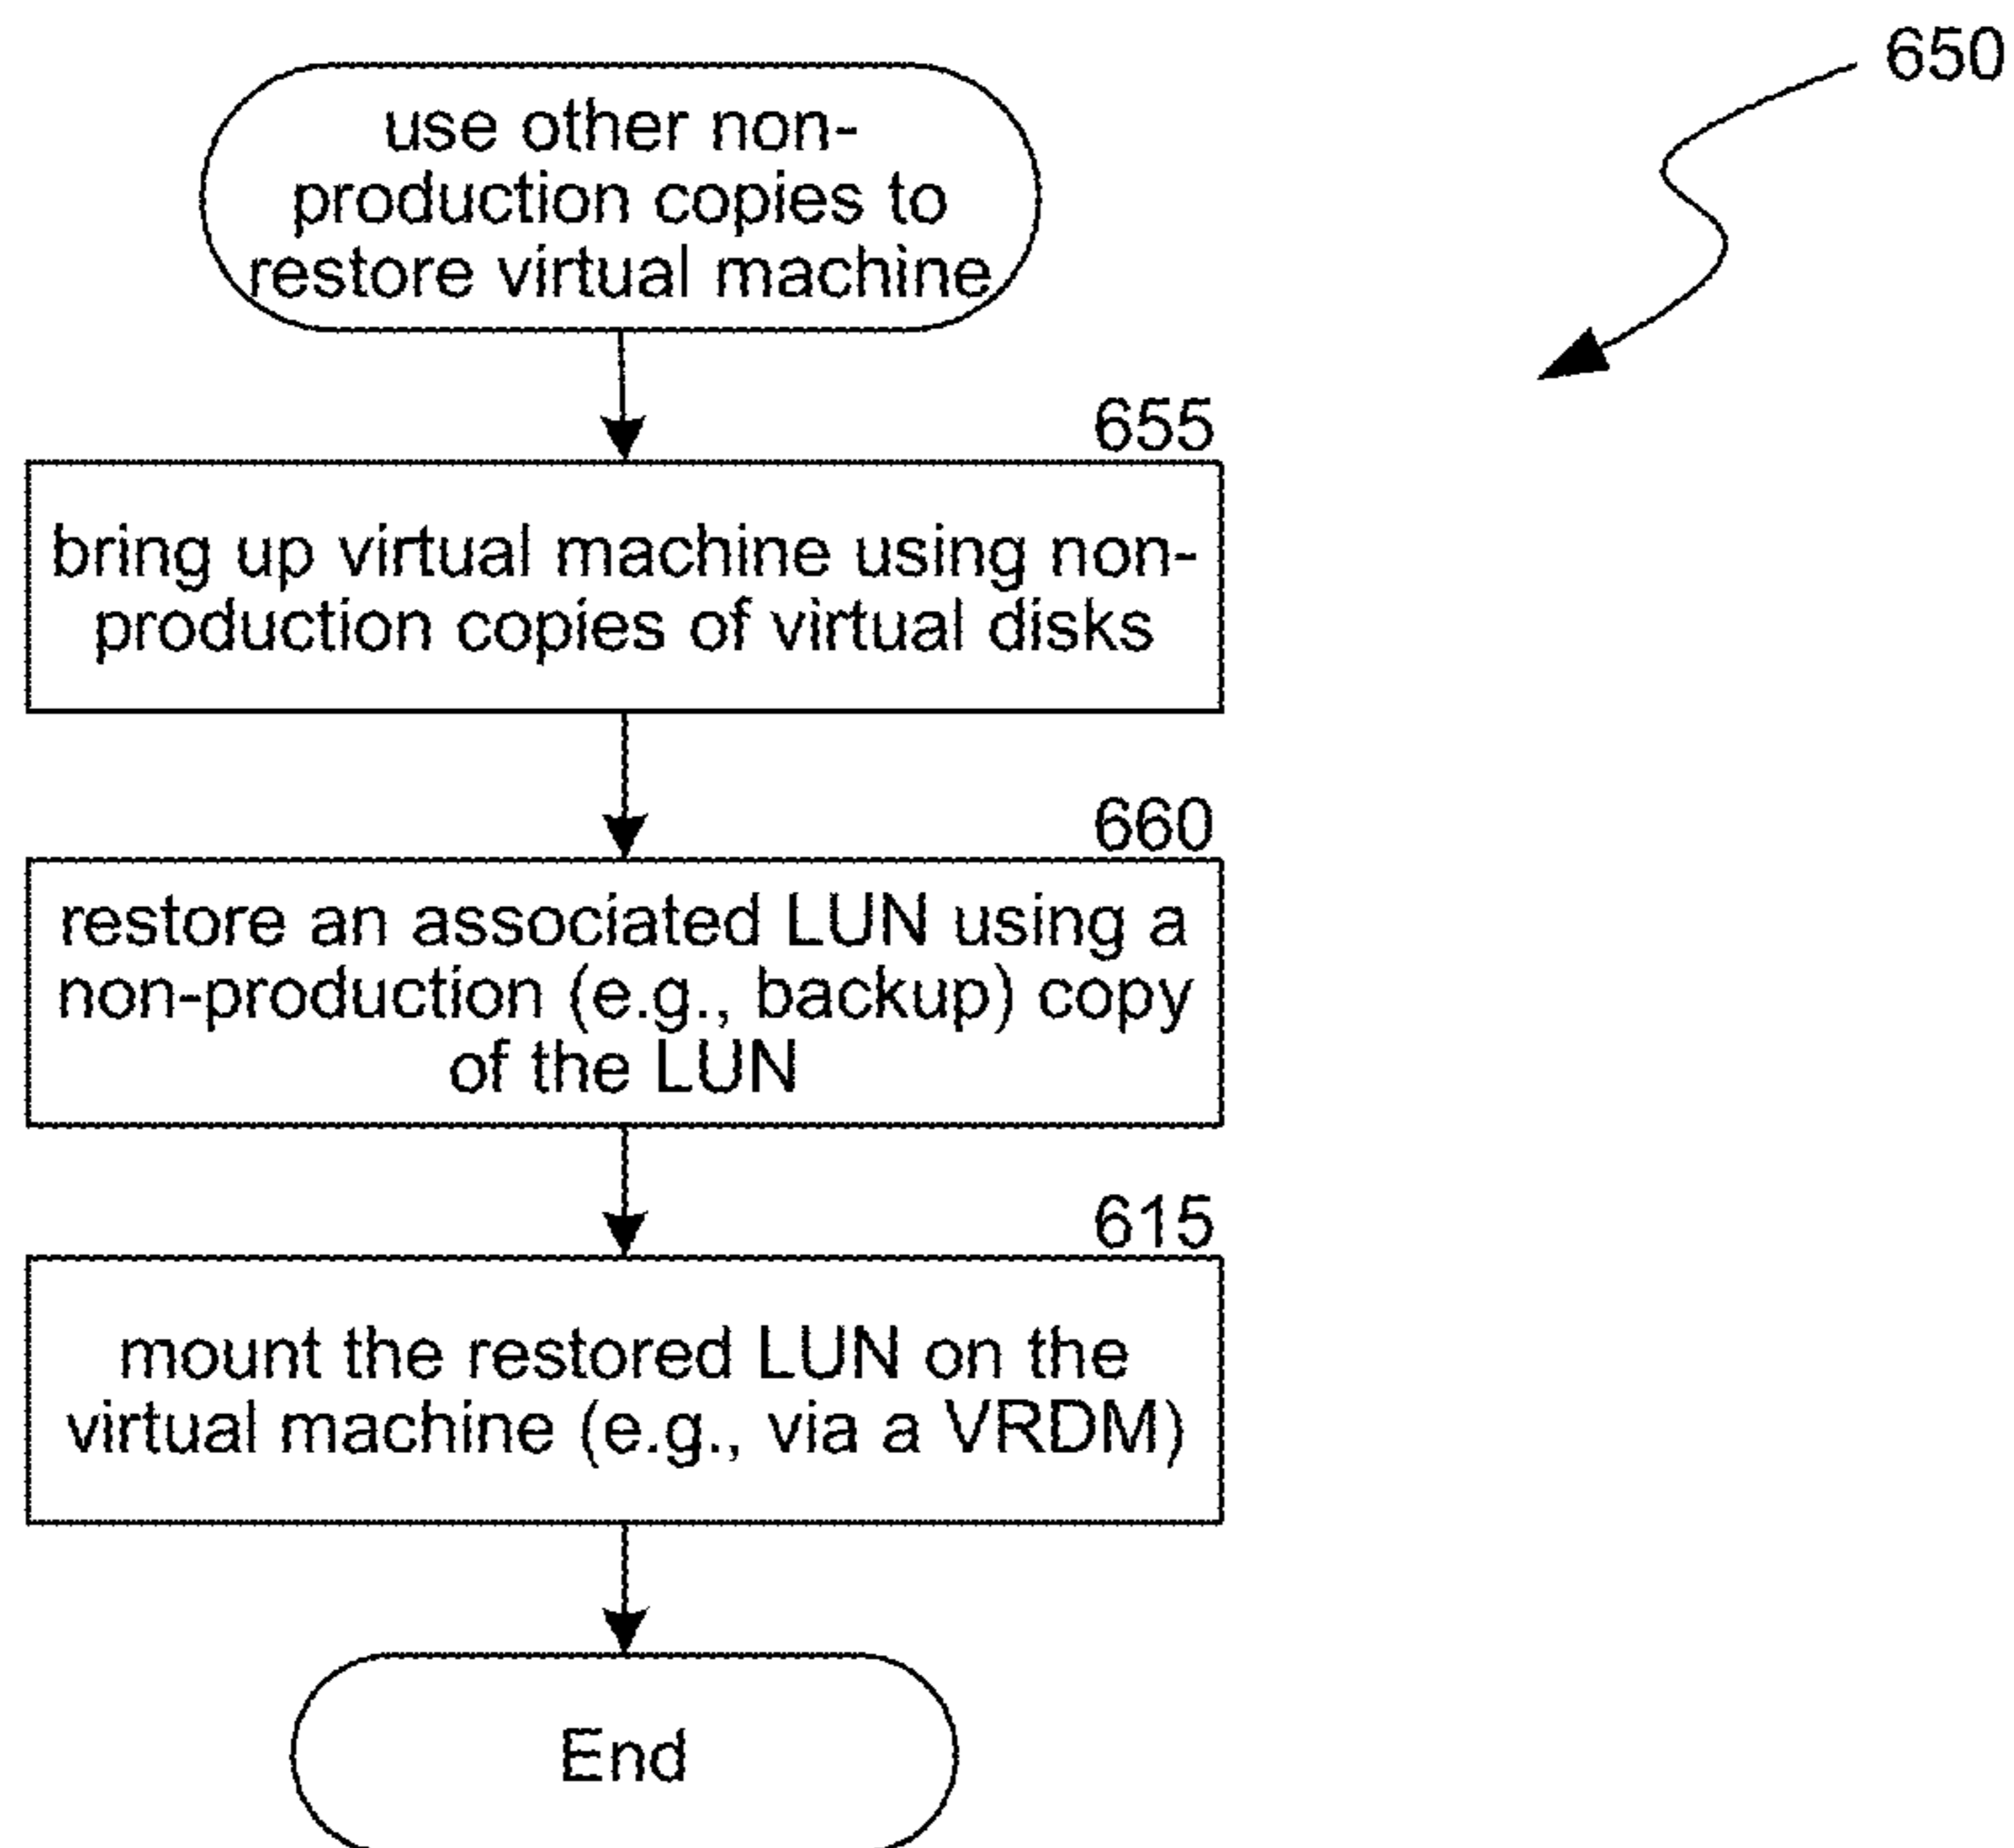 650
use other non-
production copies to
restore virtual machine
655
bring up virtual machine using non-
production copies of virtual disks
660
restore an associated LUN using a
non-production (e.g., backup) copy
of the LUN
615
mount the restored LUN on the
virtual machine (e.g., via a VRDM)
End